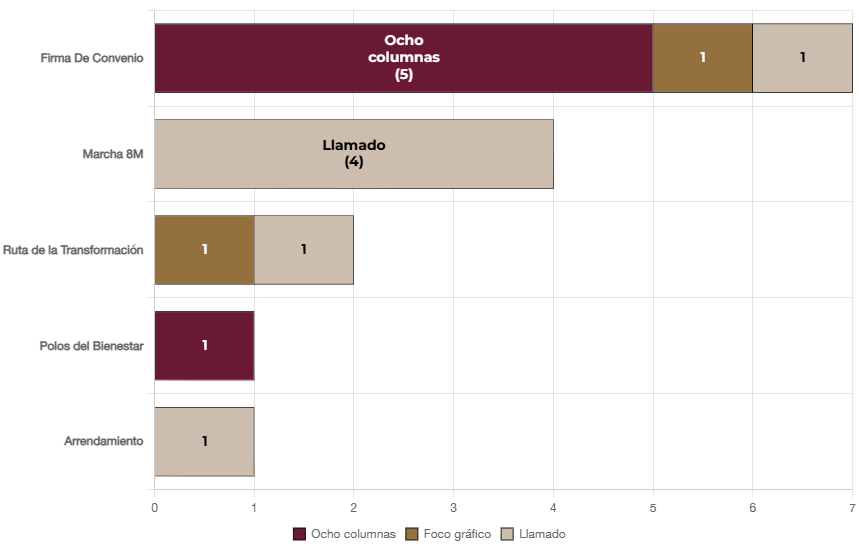 Firma De Convenio
Ocho
columnas
(5)
1
1
Marcha 8M
Llamado
(4)
Ruta de la Transformación
1
1
Polos del Bienestar
1
Arrendamiento
1
0 1 2 3 4 5 6 7
Ocho columnas Foco gráfico Llamado